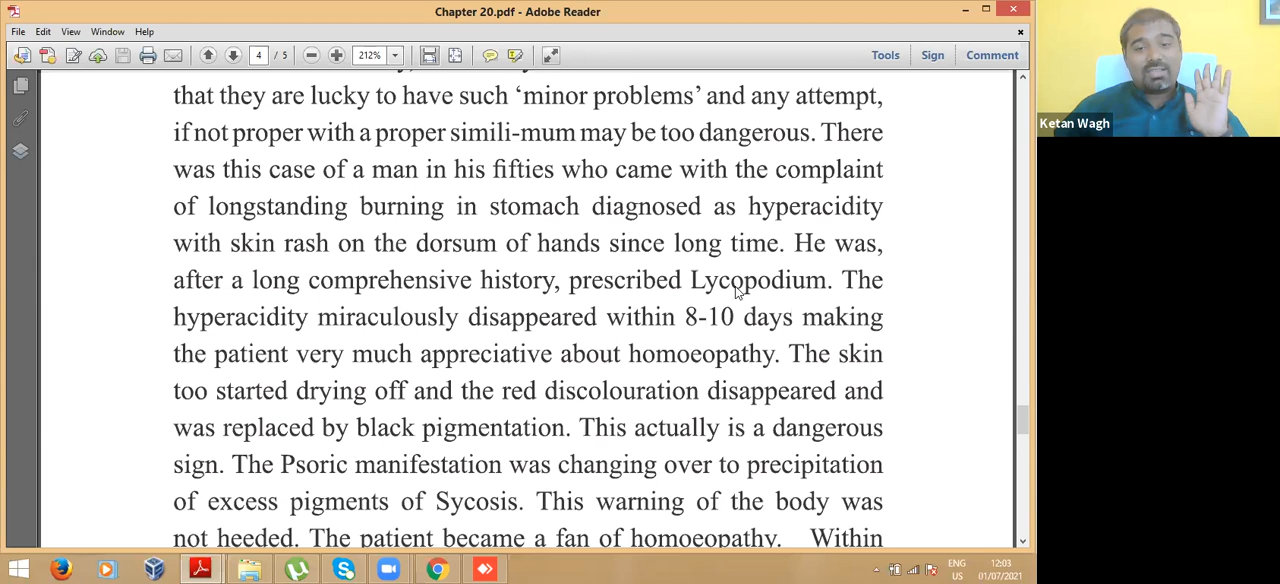 Chapter 20.pdf - Adobe Reader
File Edit View Window Help
4 / 5 212% Tools Sign Comment
that they are lucky to have such ‘minor problems’ and any attempt,
if not proper with a proper simili-mum may be too dangerous. There
was this case of a man in his fifties who came with the complaint
of longstanding burning in stomach diagnosed as hyperacidity
with skin rash on the dorsum of hands since long time. He was,
after a long comprehensive history, prescribed Lycopodium. The
hyperacidity miraculously disappeared within 8-10 days making
the patient very much appreciative about homoeopathy. The skin
too started drying off and the red discolouration disappeared and
was replaced by black pigmentation. This actually is a dangerous
sign. The Psoric manifestation was changing over to precipitation
of excess pigments of Sycosis. This warning of the body was
not heeded. The patient became a fan of homoeopathy. Within
Ketan Wagh
ENG 12:03
US 01/07/2021